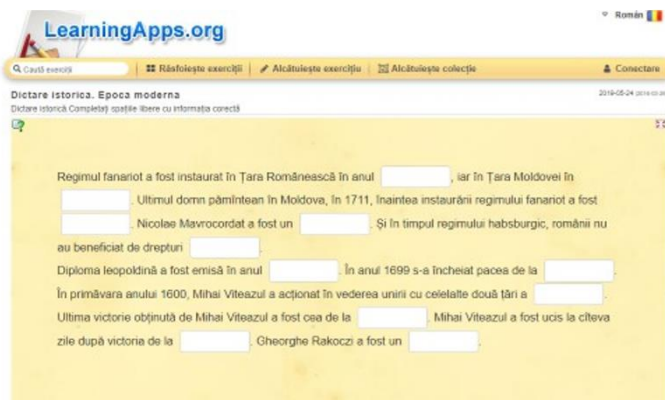 LearningApps.org
Român
Caută exerciții
Răsfoiește exerciții
Alcătuiește exercițiu
Alcătuiește colecție
Conectare
Dictare istorica. Epoca moderna
2019-05-24
Dictare istorică.Completați spațiile libere cu informația corectă
Regimul fanariot a fost instaurat în Țara Românească în anul , iar în Țara Moldovei în
. Ultimul domn pămîntean în Moldova, în 1711, înaintea instaurării regimului fanariot a fost
. Nicolae Mavrocordat a fost un . Și în timpul regimului habsburgic, românii nu
au beneficiat de drepturi .
Diploma leopoldină a fost emisă în anul . În anul 1699 s-a încheiat pacea de la .
În primăvara anului 1600, Mihai Viteazul a acționat în vederea unirii cu celelalte două țări a .
Ultima victorie obținută de Mihai Viteazul a fost cea de la . Mihai Viteazul a fost ucis la cîteva
zile după victoria de la . Gheorghe Rakoczi a fost un .